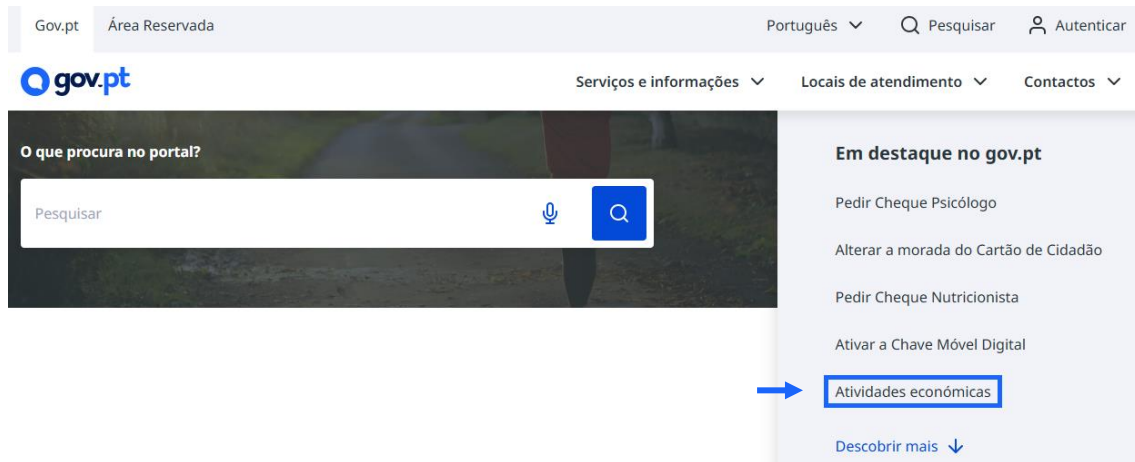 Gov.pt Área Reservada Português Pesquisar Autenticar
gov.pt Serviços e informações Locais de atendimento Contactos
O que procura no portal?
Pesquisar
Em destaque no gov.pt
Pedir Cheque Psicólogo
Alterar a morada do Cartão de Cidadão
Pedir Cheque Nutricionista
Ativar a Chave Móvel Digital
Atividades económicas
Descobrir mais